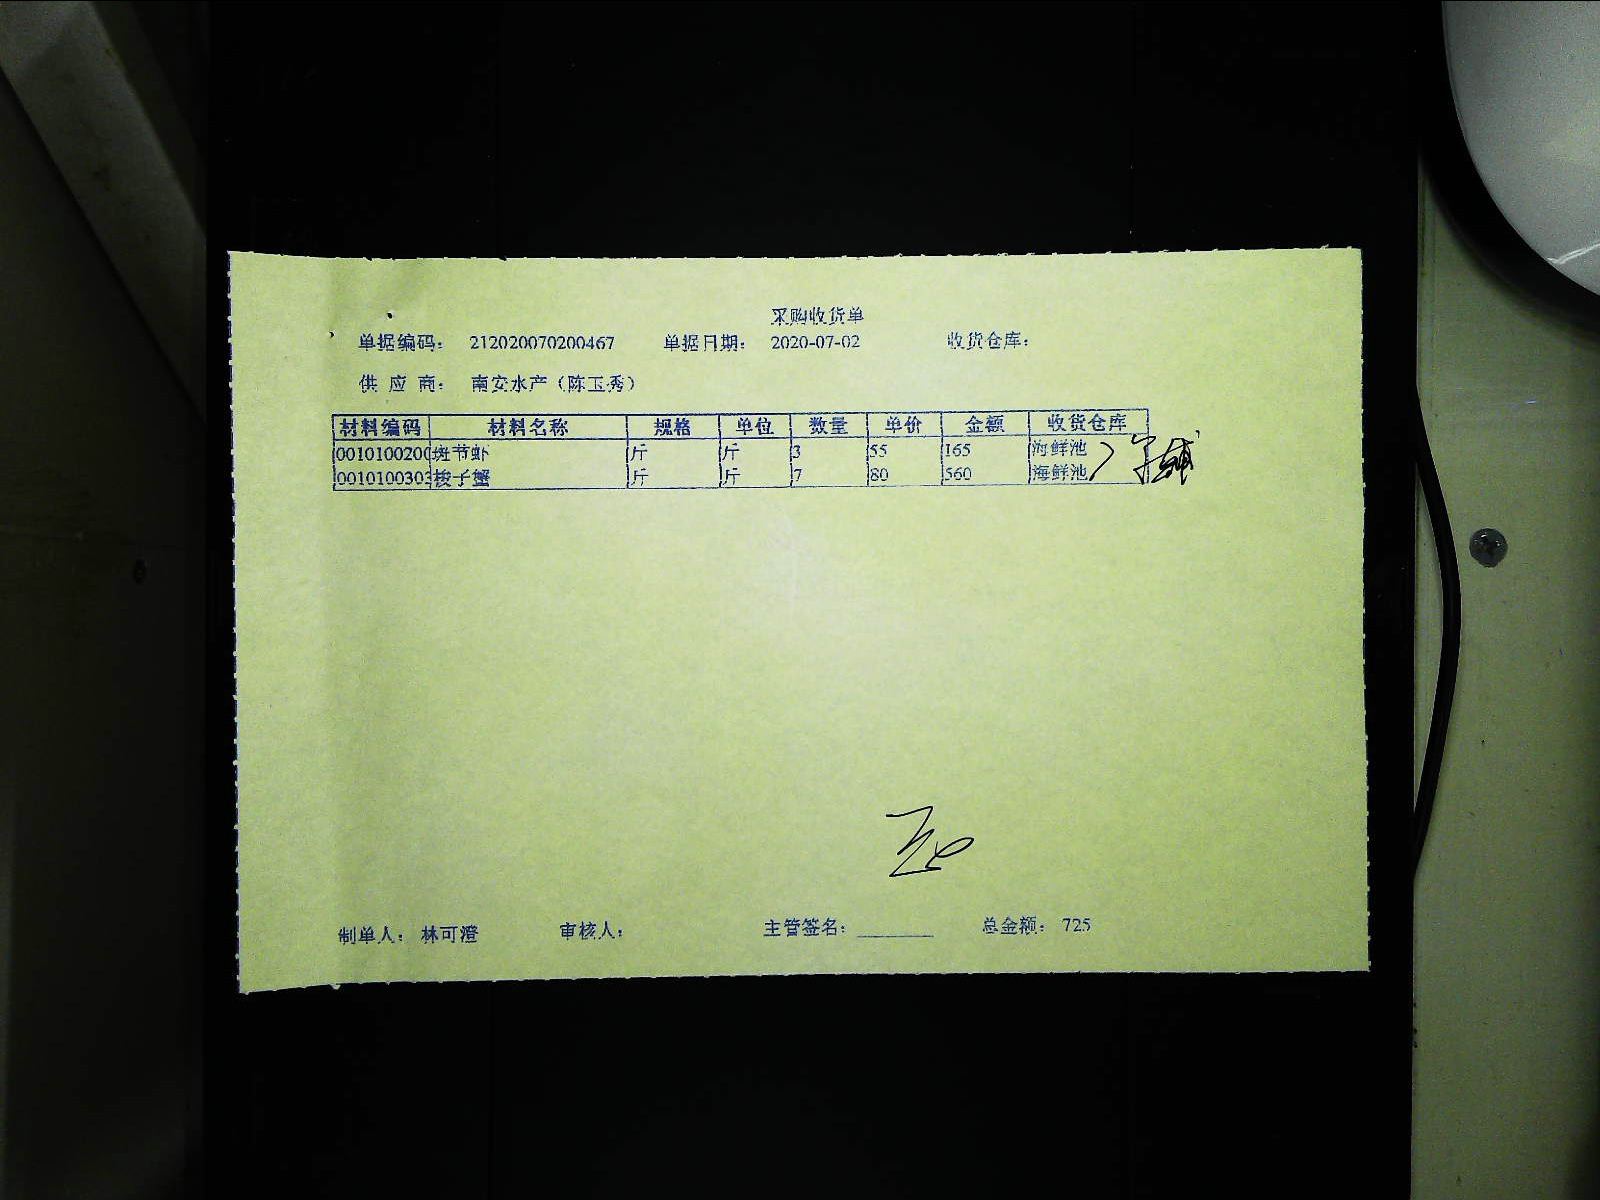 采购收货单
单据编码： 212020070200467 单据日期： 2020-07-02 收货仓库：
供 应 商： 南安水产（陈玉秀）
材料编码 材料名称 规格 单位 数量 单价 金额 收货仓库
0010100200 斑节虾 斤 斤 3 55 165 海鲜池
001010030 梭子蟹 斤 斤 7 80 560 海鲜池
制单人： 林可澄 审核人： 主管签名： 总金额： 725